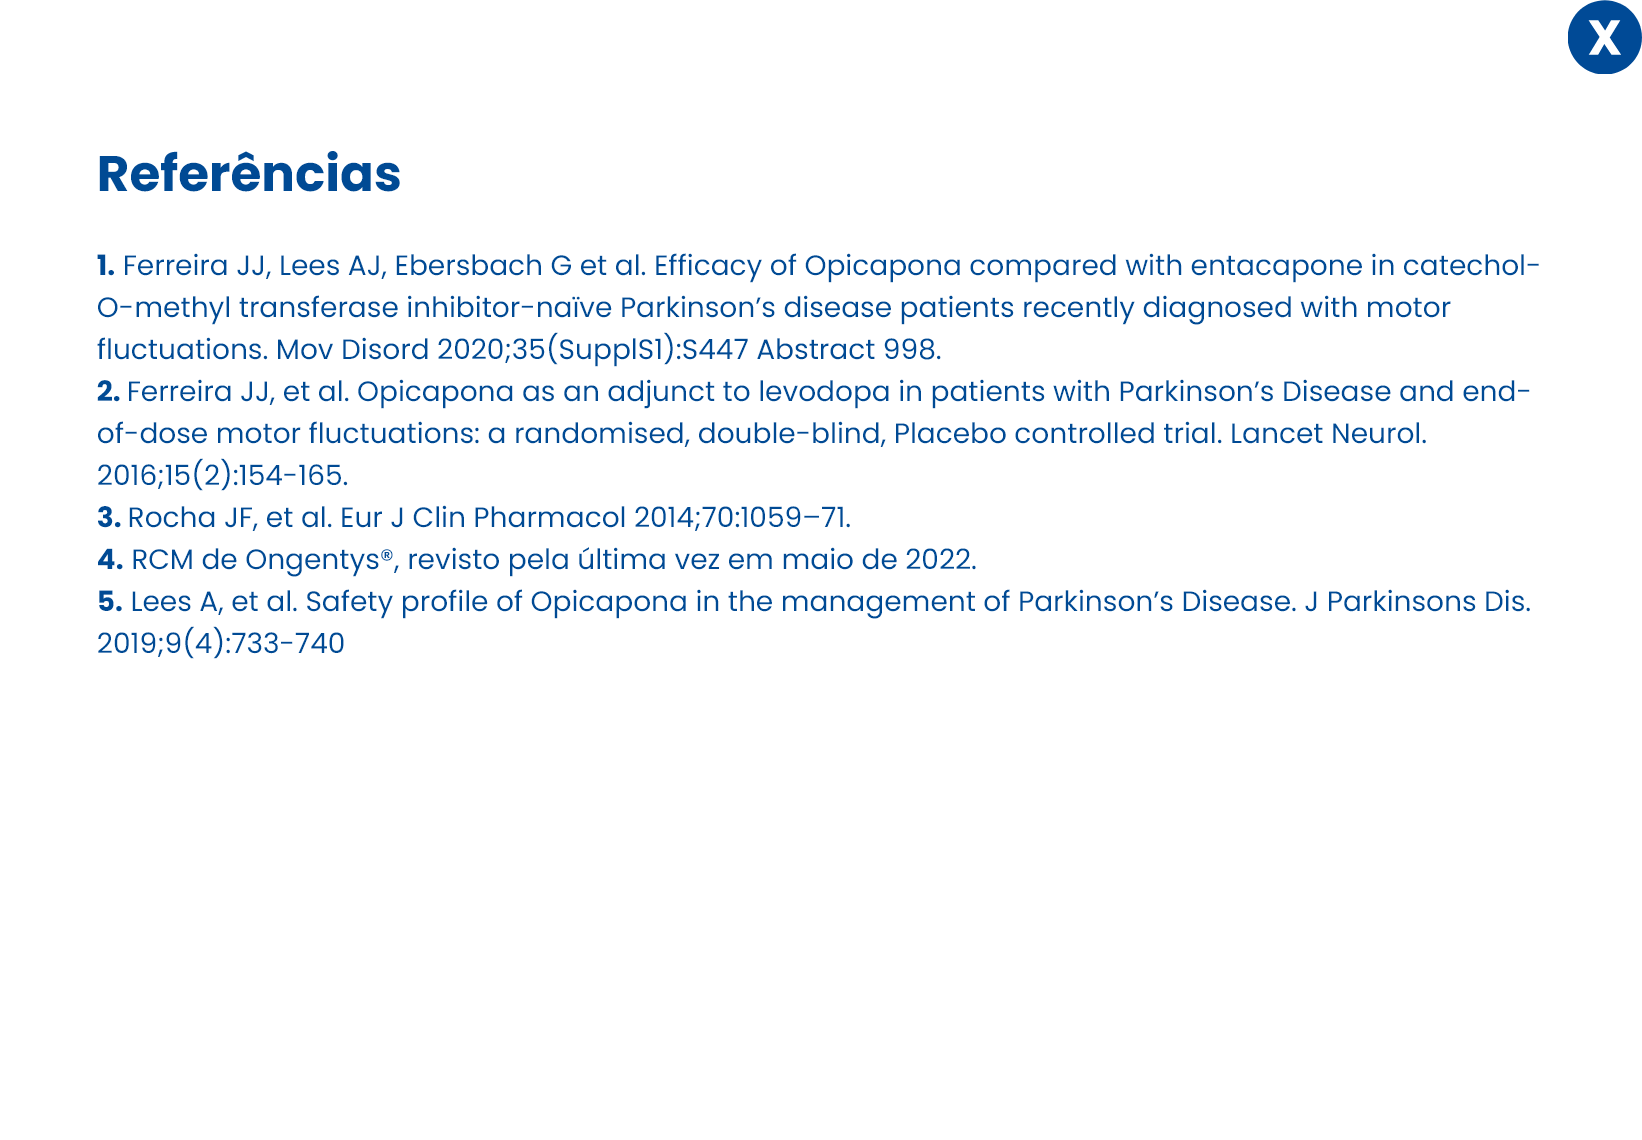 X
Referências
1. Ferreira JJ, Lees AJ, Ebersbach G et al. Efficacy of Opicapona compared with entacapone in catechol-
O-methyl transferase inhibitor-naïve Parkinson’s disease patients recently diagnosed with motor
fluctuations. Mov Disord 2020;35(SupplS1):S447 Abstract 998.
2. Ferreira JJ, et al. Opicapona as an adjunct to levodopa in patients with Parkinson’s Disease and end-
of-dose motor fluctuations: a randomised, double-blind, Placebo controlled trial. Lancet Neurol.
2016;15(2):154-165.
3. Rocha JF, et al. Eur J Clin Pharmacol 2014;70:1059–71.
4. RCM de Ongentys®, revisto pela última vez em maio de 2022.
5. Lees A, et al. Safety profile of Opicapona in the management of Parkinson’s Disease. J Parkinsons Dis.
2019;9(4):733-740